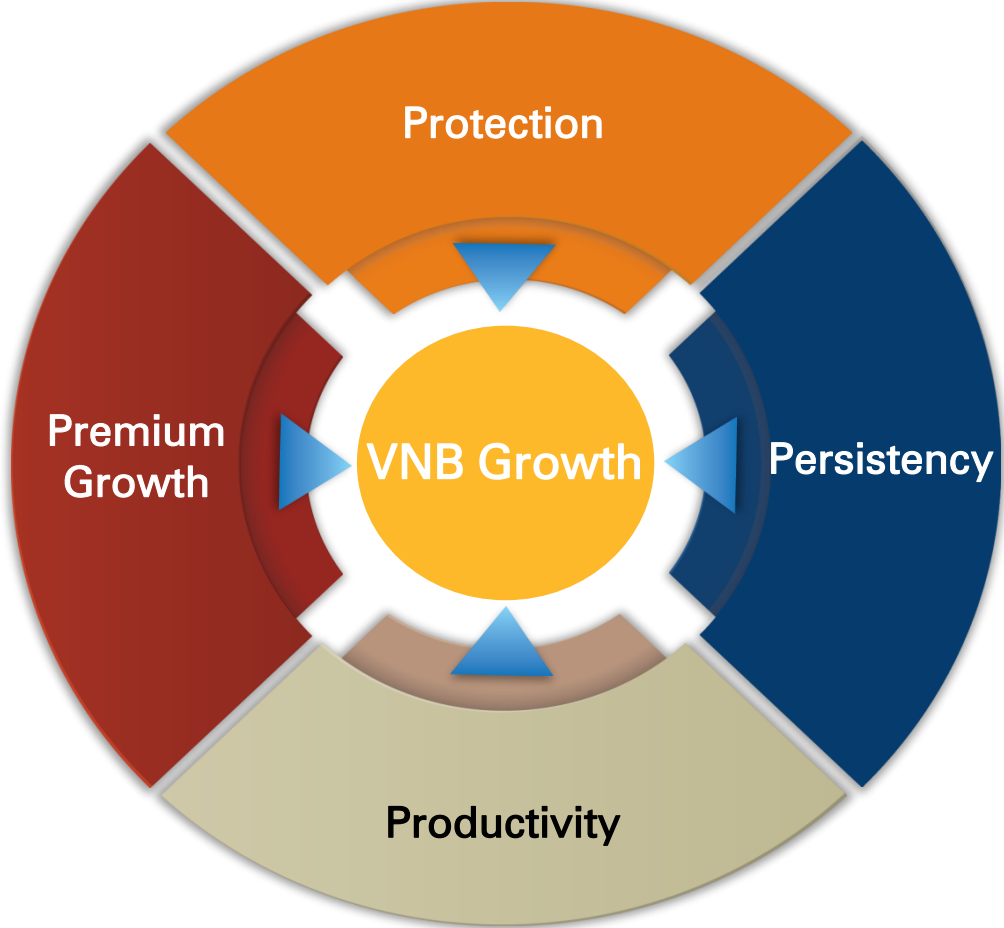 Protection
Premium
Growth
VNB Growth
Persistency
Productivity